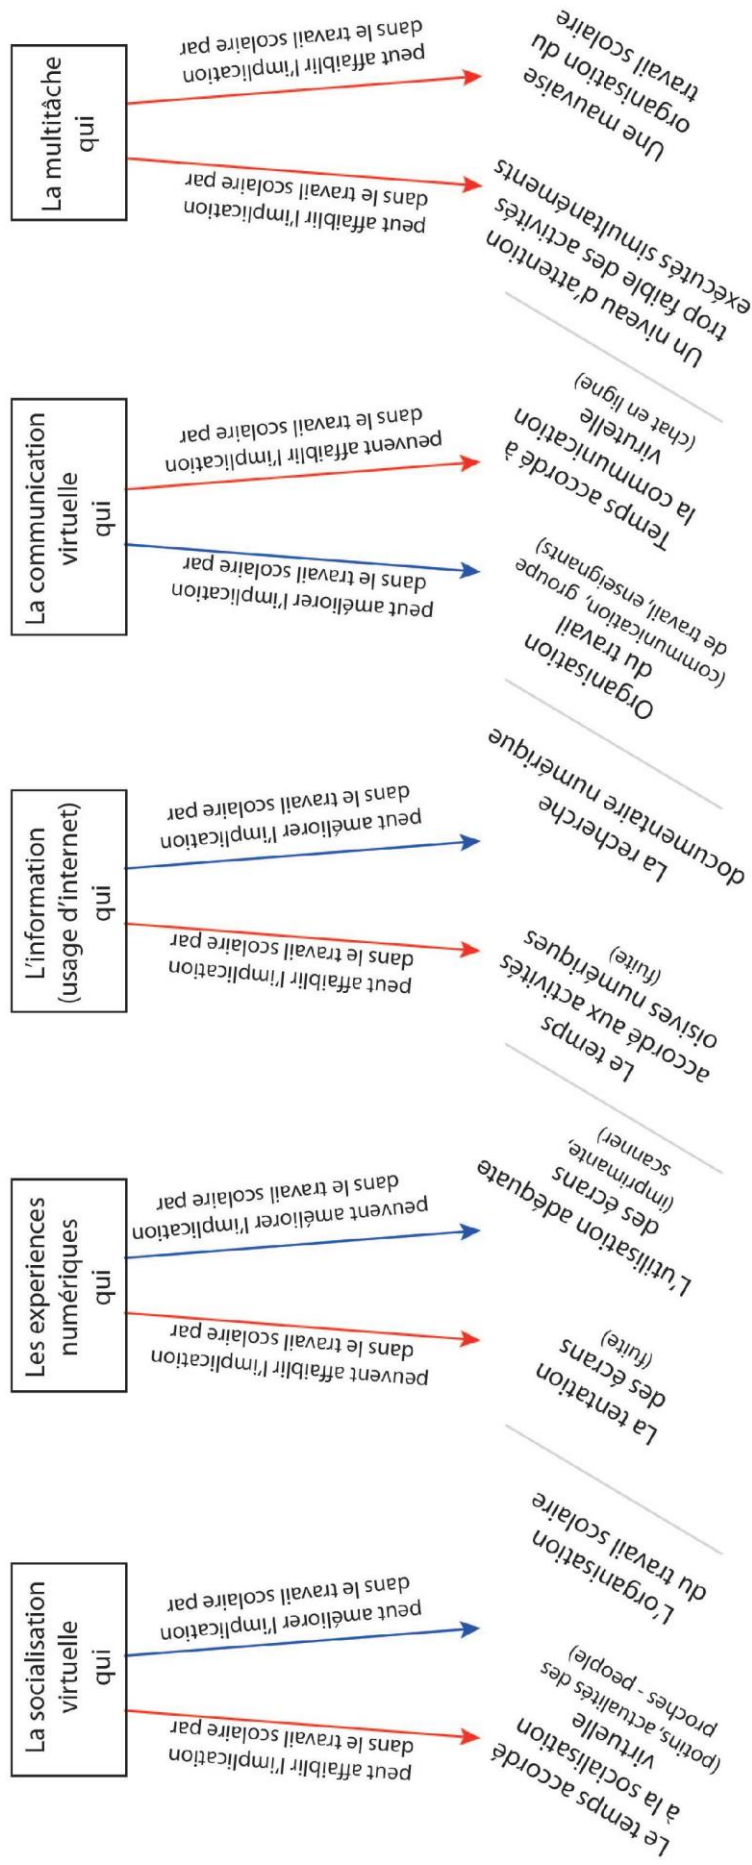 La socialisation
virtuelle
qui
peut affaiblir l'implication
dans le travail scolaire par
Le temps accordé
à la socialisation
virtuelle
(potins, actualités des
proches - people)
peut améliorer l'implication
dans le travail scolaire par
L'organisation
du travail scolaire
Les experiences
numériques
qui
peuvent affaiblir l'implication
dans le travail scolaire par
La tentation
des écrans
(fuite)
peuvent améliorer l'implication
dans le travail scolaire par
L'utilisation adéquate
des écrans
(imprimante,
scanner)
L'information
(usage d'internet)
qui
peut affaiblir l'implication
dans le travail scolaire par
Le temps
accordé aux activités
oisives numériques
(fuite)
peut améliorer l'implication
dans le travail scolaire par
La recherche
documentaire numérique
La communication
virtuelle
qui
peut améliorer l'implication
dans le travail scolaire par
Organisation
du travail
(communication, groupe
de travail, enseignants)
peuvent affaiblir l'implication
dans le travail scolaire par
Temps accordé à
la communication
virutelle
(chat en ligne)
La multitâche
qui
peut affaiblir l'implication
dans le travail scolaire par
Un niveau d'attention
trop faible des activités
exécutés simultanéments
peut affaiblir l'implication
dans le travail scolaire par
Une mauvaise
organisation du
travail scolaire